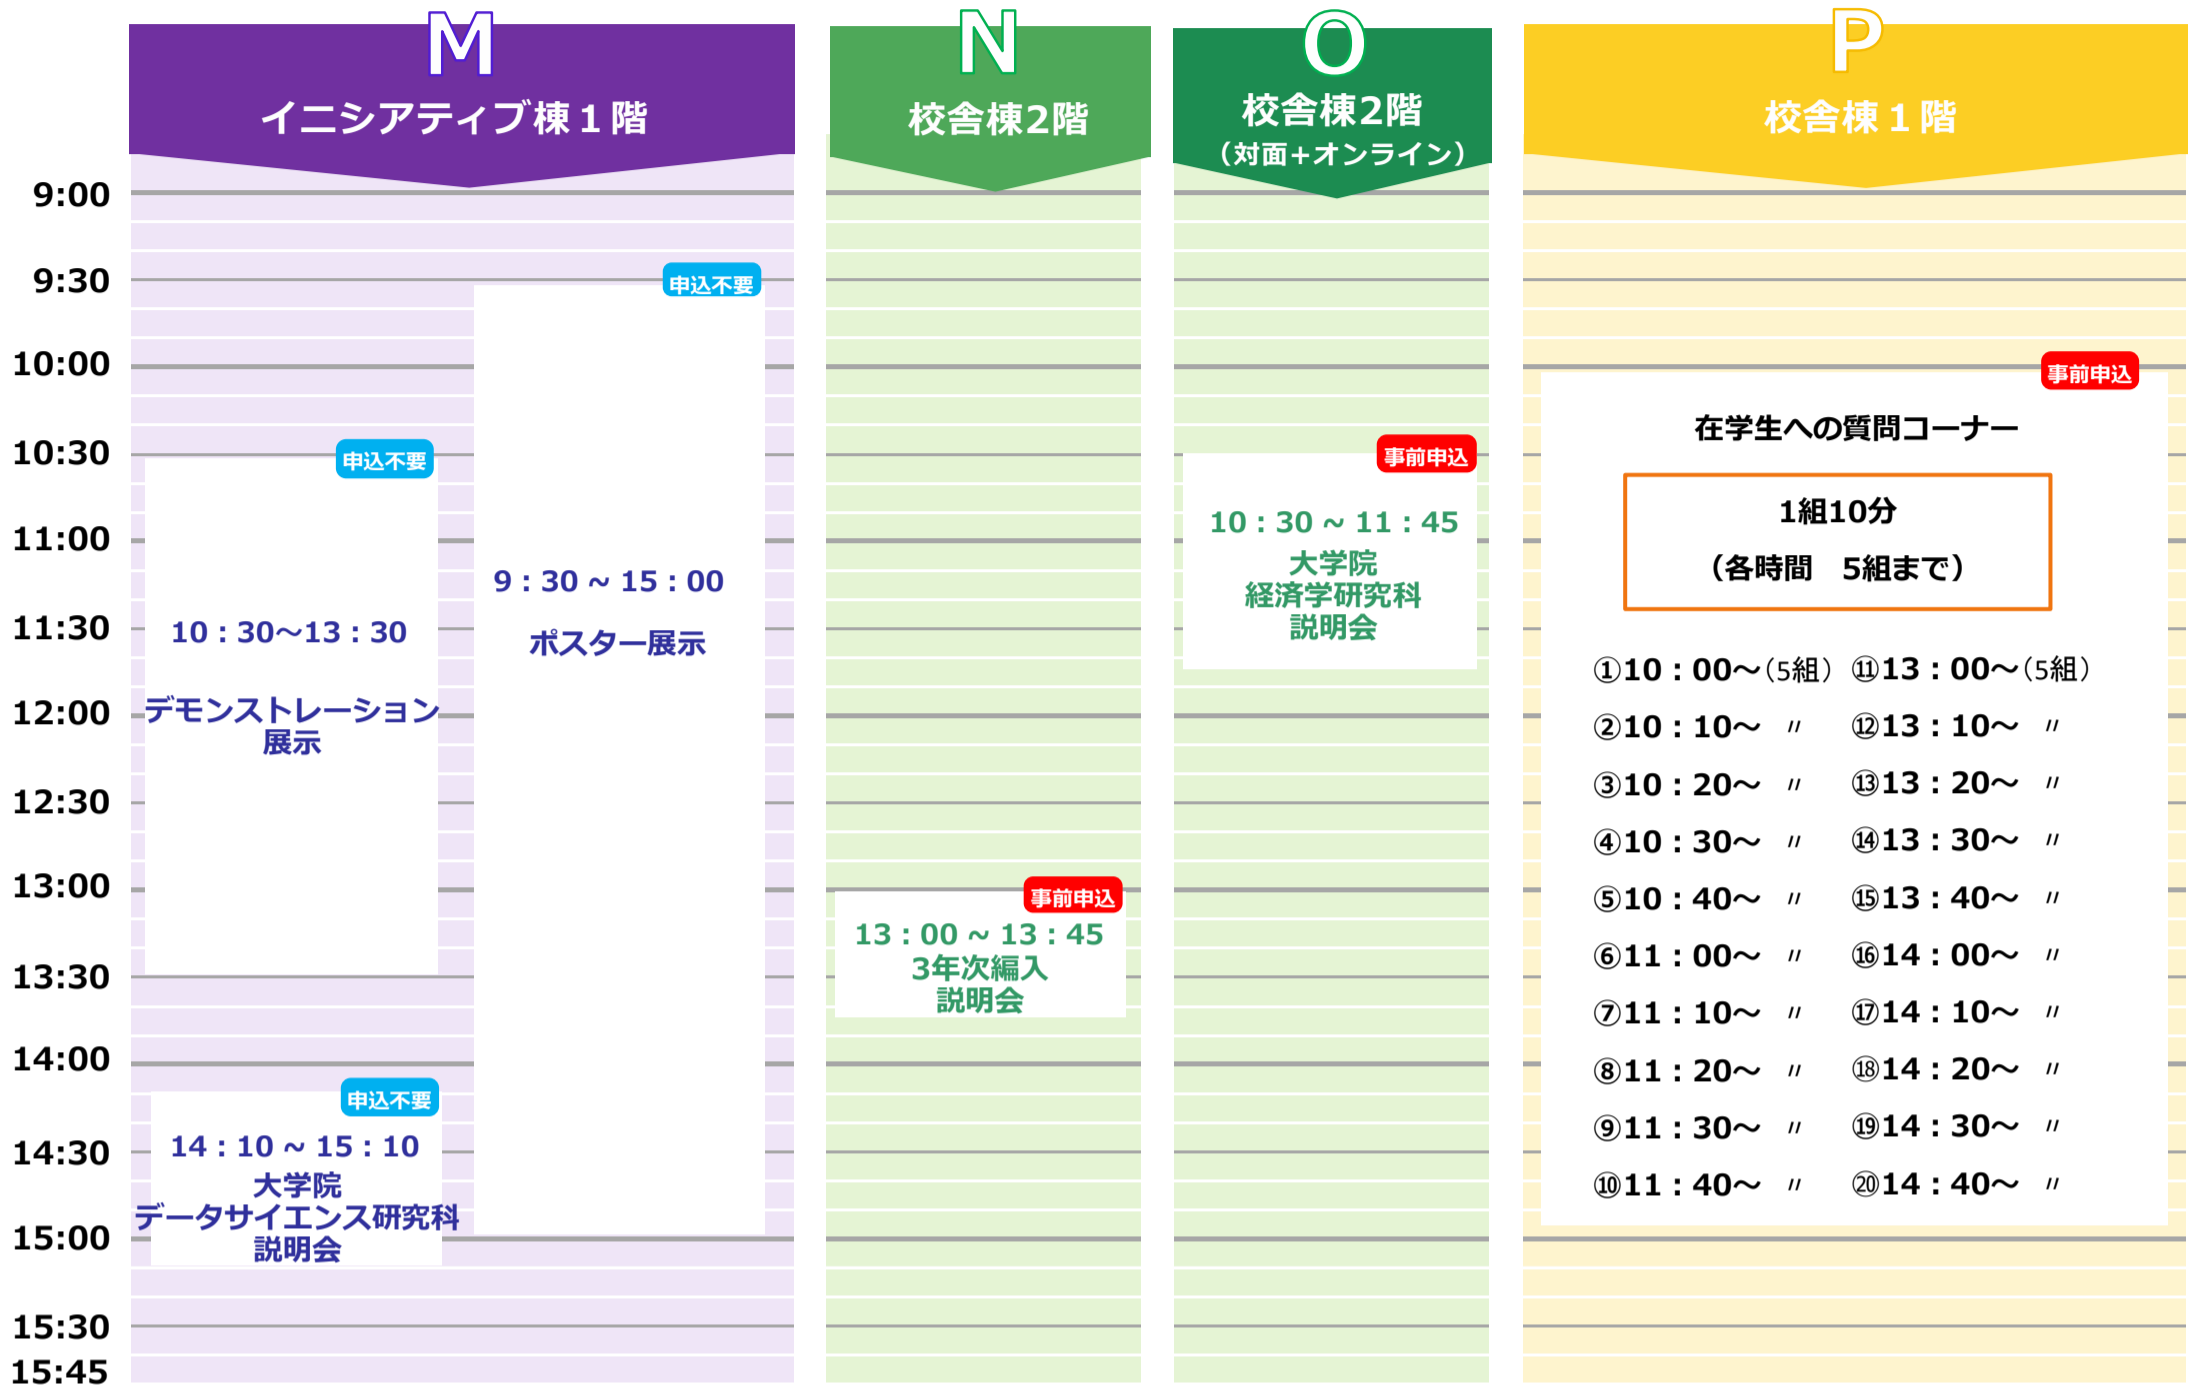 M
イニシアティブ棟1階
N
校舎棟2階
O
校舎棟2階
（対面+オンライン）
P
校舎棟1階
9:00
9:30
10:00
10:30
11:00
11:30
12:00
12:30
13:00
13:30
14:00
14:30
15:00
15:30
15:45
申込不要
10：30～13：30
デモンストレーション
展示
申込不要
14：10 ~ 15：10
大学院
データサイエンス研究科
説明会
申込不要
9：30 ~ 15：00
ポスター展示
事前申込
13：00 ~ 13：45
3年次編入
説明会
事前申込
10：30 ~ 11：45
大学院
経済学研究科
説明会
事前申込
在学生への質問コーナー
1組10分
（各時間　5組まで）
①10：00～（5組）
②10：10～ 〃
③10：20～ 〃
④10：30～ 〃
⑤10：40～ 〃
⑥11：00～ 〃
⑦11：10～ 〃
⑧11：20～ 〃
⑨11：30～ 〃
⑩11：40～ 〃
⑪13：00～（5組）
⑫13：10～ 〃
⑬13：20～ 〃
⑭13：30～ 〃
⑮13：40～ 〃
⑯14：00～ 〃
⑰14：10～ 〃
⑱14：20～ 〃
⑲14：30～ 〃
⑳14：40～ 〃